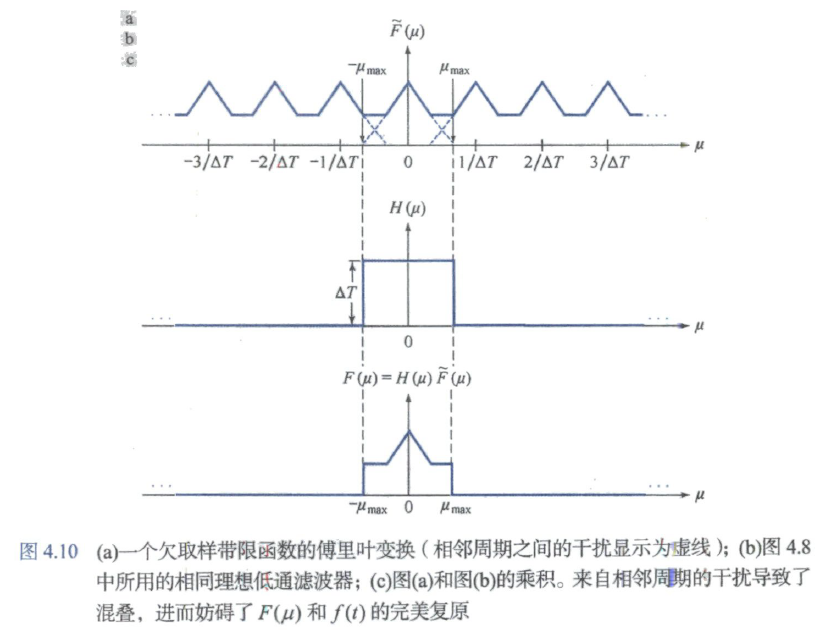 a
b
c
F̃(μ)
-μmax μmax
··· ···
-3/ΔT -2/ΔT -1/ΔT 0 1/ΔT 2/ΔT 3/ΔT μ
H(μ)
ΔT
··· ··· μ
0
F(μ) = H(μ) F̃(μ)
··· ··· μ
-μmax 0 μmax
图 4.10 (a)一个欠取样带限函数的傅里叶变换（相邻周期之间的干扰显示为虚线）; (b)图 4.8
中所用的相同理想低通滤波器; (c)图(a)和图(b)的乘积。来自相邻周期的干扰导致了
混叠，进而妨碍了 F(μ) 和 f(t) 的完美复原